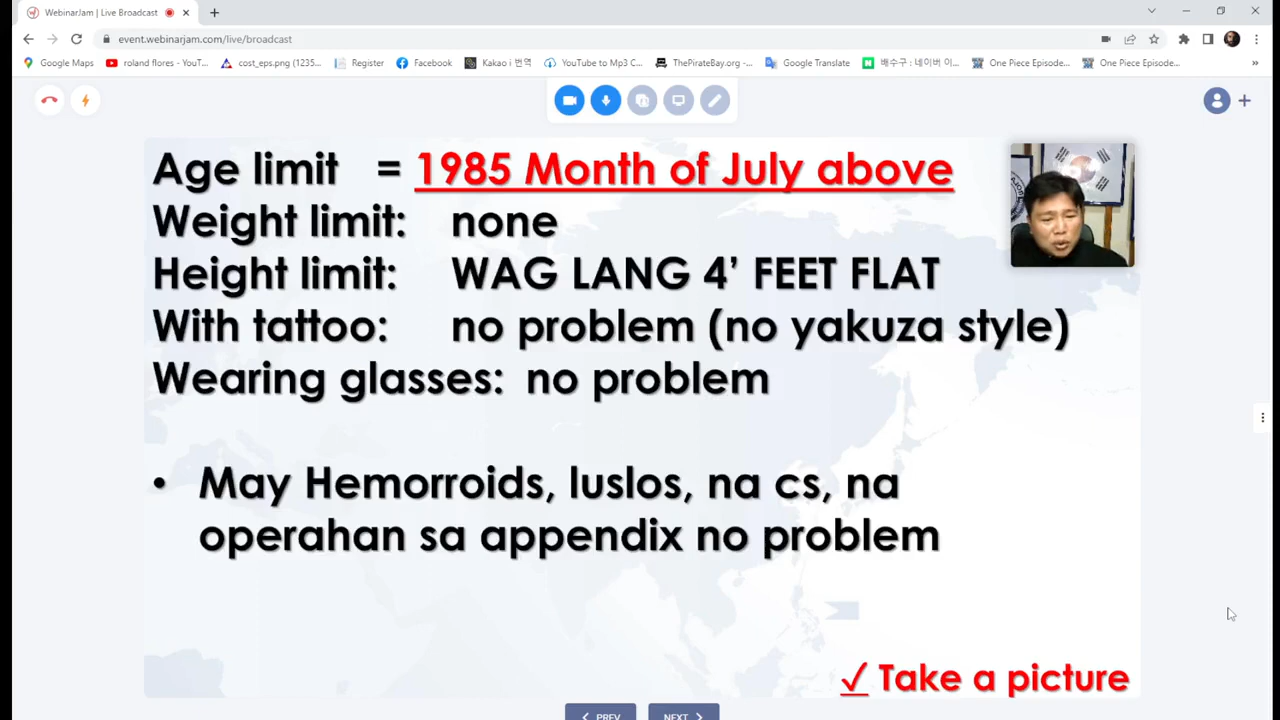 WebinarJam | Live Broadcast
event.webinarjam.com/live/broadcast
Google Maps
roland flores - YouT...
cost_eps.png (1235...
Register
Facebook
Kakao i 번역
YouTube to Mp3 C...
ThePirateBay.org -...
Google Translate
배수구 : 네이버 이...
One Piece Episode...
One Piece Episode...
Age limit = 1985 Month of July above
Weight limit: none
Height limit: WAG LANG 4’ FEET FLAT
With tattoo: no problem (no yakuza style)
Wearing glasses: no problem
• May Hemorroids, luslos, na cs, na
operahan sa appendix no problem
✓ Take a picture
PREV
NEXT